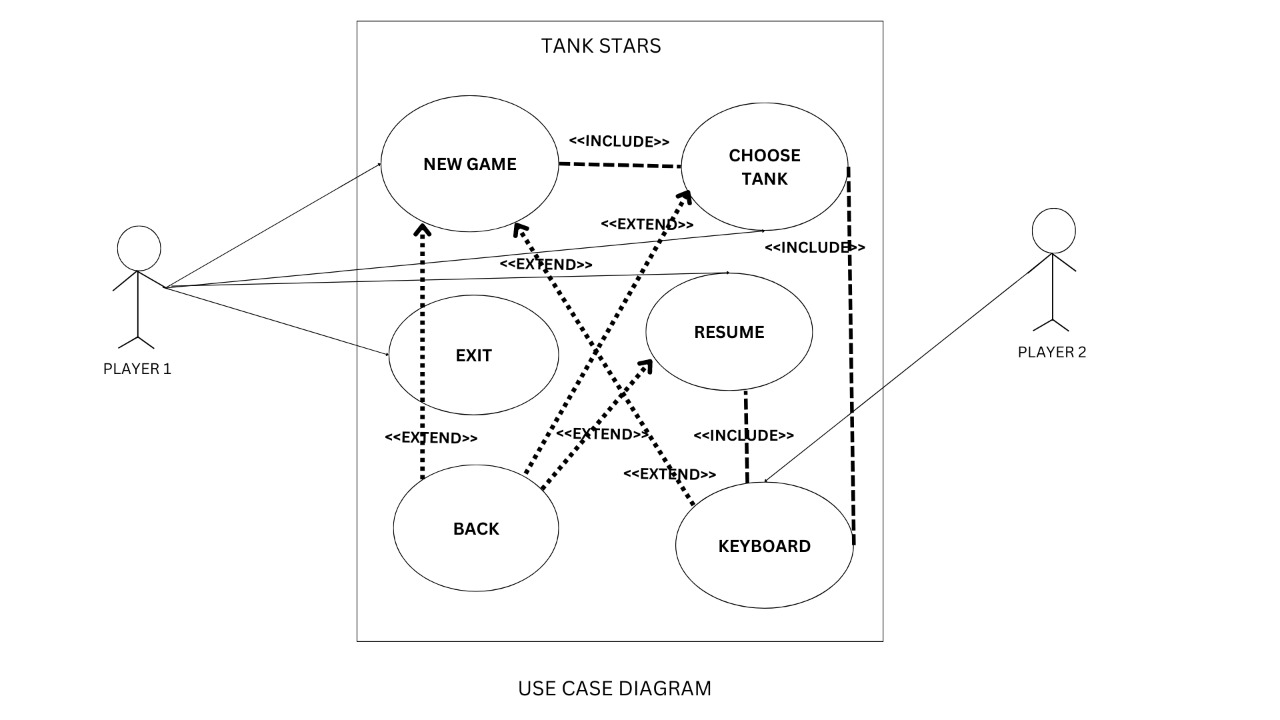 TANK STARS
NEW GAME
<<INCLUDE>>
CHOOSE
TANK
<<EXTEND>>
<<INCLUDE>>
<<EXTEND>>
PLAYER 1
EXIT
RESUME
PLAYER 2
<<EXTEND>>
<<EXTEND>>
<<INCLUDE>>
<<EXTEND>>
BACK
KEYBOARD
USE CASE DIAGRAM